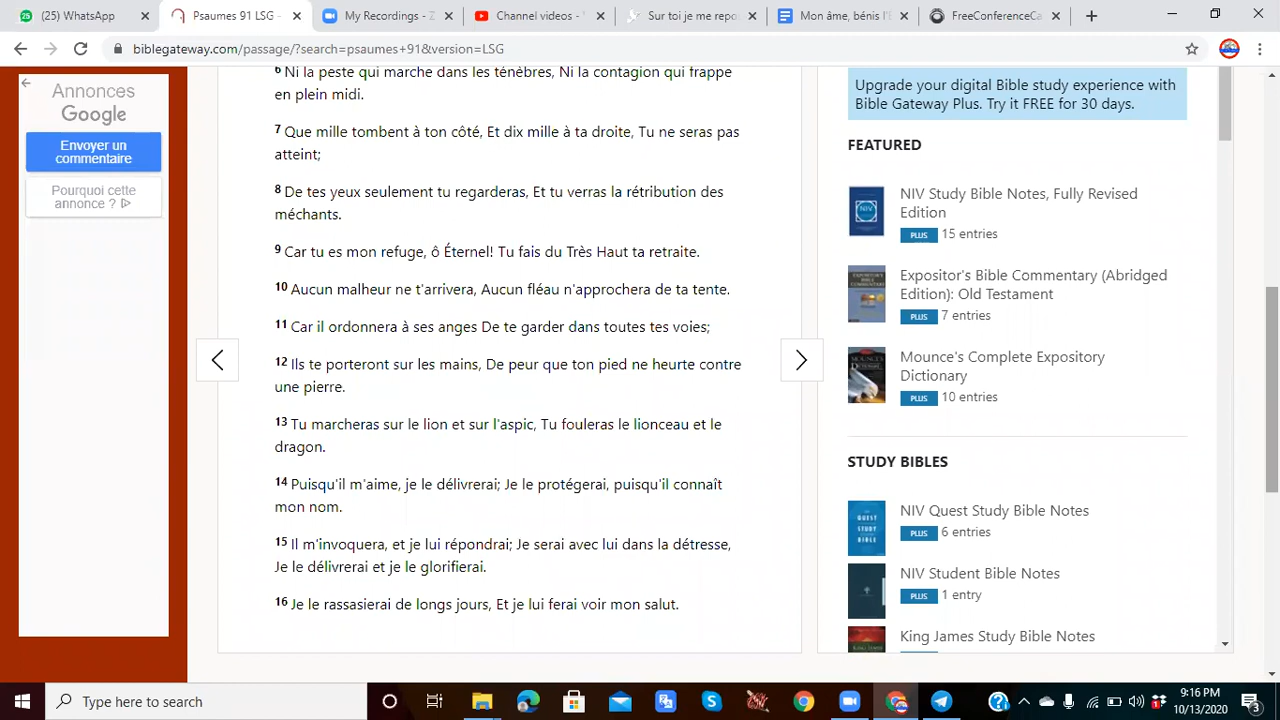 (25) WhatsApp
Psaumes 91 LSG -
My Recordings - Z
Channel videos -
Sur toi je me repo
Mon âme, bénis l'É
FreeConferenceCa
biblegateway.com/passage/?search=psaumes+91&version=LSG
Annonces
Google
Envoyer un
commentaire
Pourquoi cette
annonce ?
6 Ni la peste qui marche dans les ténèbres, Ni la contagion qui frappe
en plein midi.
7 Que mille tombent à ton côté, Et dix mille à ta droite, Tu ne seras pas
atteint;
8 De tes yeux seulement tu regarderas, Et tu verras la rétribution des
méchants.
9 Car tu es mon refuge, ô Éternel! Tu fais du Très Haut ta retraite.
10 Aucun malheur ne t'arrivera, Aucun fléau n'approchera de ta tente.
11 Car il ordonnera à ses anges De te garder dans toutes tes voies;
12 Ils te porteront sur les mains, De peur que ton pied ne heurte contre
une pierre.
13 Tu marcheras sur le lion et sur l'aspic, Tu fouleras le lionceau et le
dragon.
14 Puisqu'il m'aime, je le délivrerai; Je le protégerai, puisqu'il connaît
mon nom.
15 Il m'invoquera, et je lui répondrai; Je serai avec lui dans la détresse,
Je le délivrerai et je le glorifierai.
16 Je le rassasierai de longs jours, Et je lui ferai voir mon salut.
Upgrade your digital Bible study experience with
Bible Gateway Plus. Try it FREE for 30 days.
FEATURED
NIV Study Bible Notes, Fully Revised
Edition
PLUS 15 entries
Expositor's Bible Commentary (Abridged
Edition): Old Testament
PLUS 7 entries
Mounce's Complete Expository
Dictionary
PLUS 10 entries
STUDY BIBLES
NIV Quest Study Bible Notes
PLUS 6 entries
NIV Student Bible Notes
PLUS 1 entry
King James Study Bible Notes
Type here to search
9:16 PM
10/13/2020